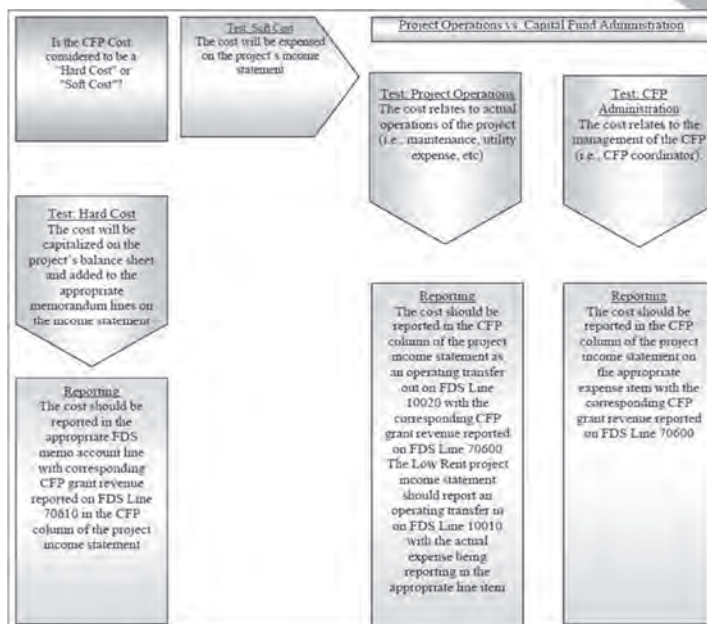 Is the CFP Cost
considered to be a
"Hard Cost" or
"Soft Cost"?
Test: Soft Cost
The cost will be expensed
on the project's income
statement
Project Operations vs. Capital Fund Administration
Test: Project Operations
The cost relates to actual
operations of the project
(i.e., maintenance, utility
expense, etc)
Test: CFP
Administration
The cost relates to the
management of the CFP
(i.e., CFP coordinator).
Test: Hard Cost
The cost will be
capitalized on the
project's balance sheet
and added to the
appropriate
memorandum lines on
the income statement
Reporting
The cost should be
reported in the
appropriate FDS
memo account line
with corresponding
CFP grant revenue
reported on FDS Line
70610 in the CFP
column of the project
income statement
Reporting
The cost should be
reported in the CFP
column of the project
income statement as
an operating transfer
out on FDS Line
10020 with the
corresponding CFP
grant revenue reported
on FDS Line 70600
The Low Rent project
income statement
should report an
operating transfer in
on FDS Line 10010
with the actual
expense being
reporting in the
appropriate line item
Reporting
The cost should be
reported in the CFP
column of the project
income statement on
the appropriate
expense item with the
corresponding CFP
grant revenue reported
on FDS Line 70600